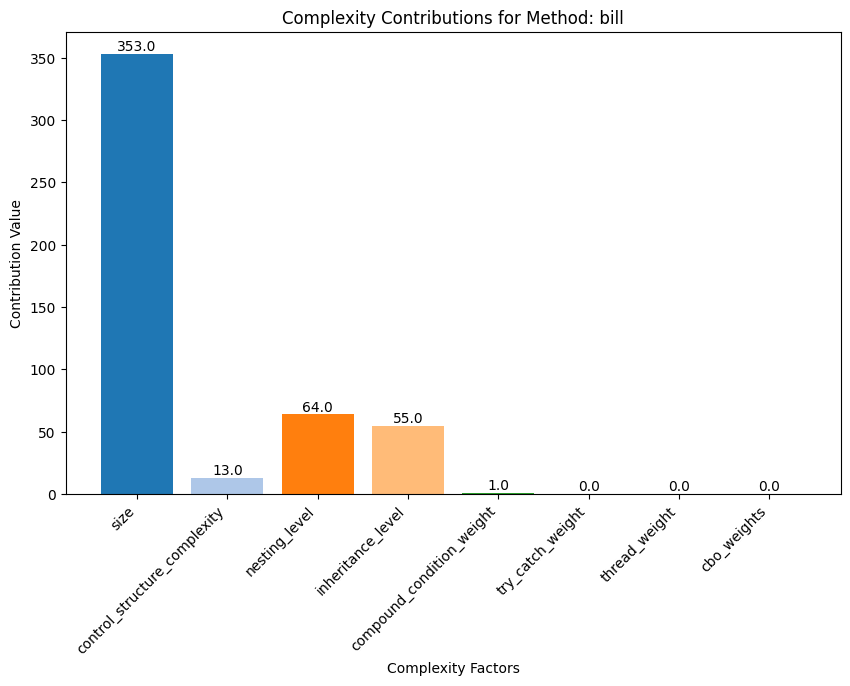 Complexity Contributions for Method: bill
Contribution Value
350
300
250
200
150
100
50
0
353.0
13.0
64.0
55.0
1.0
0.0
0.0
0.0
size
control_structure_complexity
nesting_level
inheritance_level
compound_condition_weight
try_catch_weight
thread_weight
cbo_weights
Complexity Factors